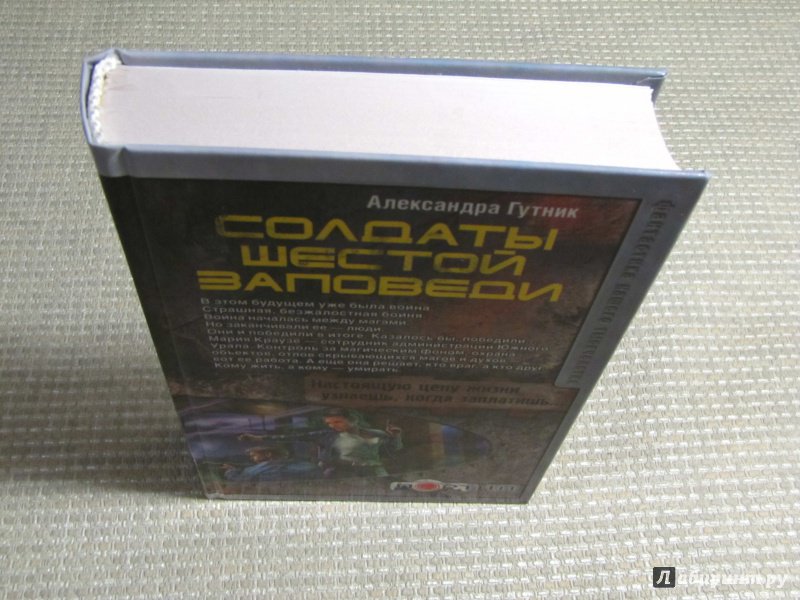 Александра Гутник
СОЛДАТЫ
ШЕСТОЙ
ЗАПОВЕДИ
В этом будущем уже была война
Страшная, безжалостная бойня
Война началась между магами.
Но заканчивали ее — люди
Они и победили в итоге. Казалось бы, победили...
Мария Краузе — сотрудник администрации Южного
Урала. Контроль за магическим фоном, охрана
объектов, отлов скрывающихся магов и духов —
вот ее работа. А еще она решает, кто враг, а кто друг.
Кому жить, а кому — умирать.
Настоящую цену жизни
узнаешь, когда заплатишь
Лабиринт.ру